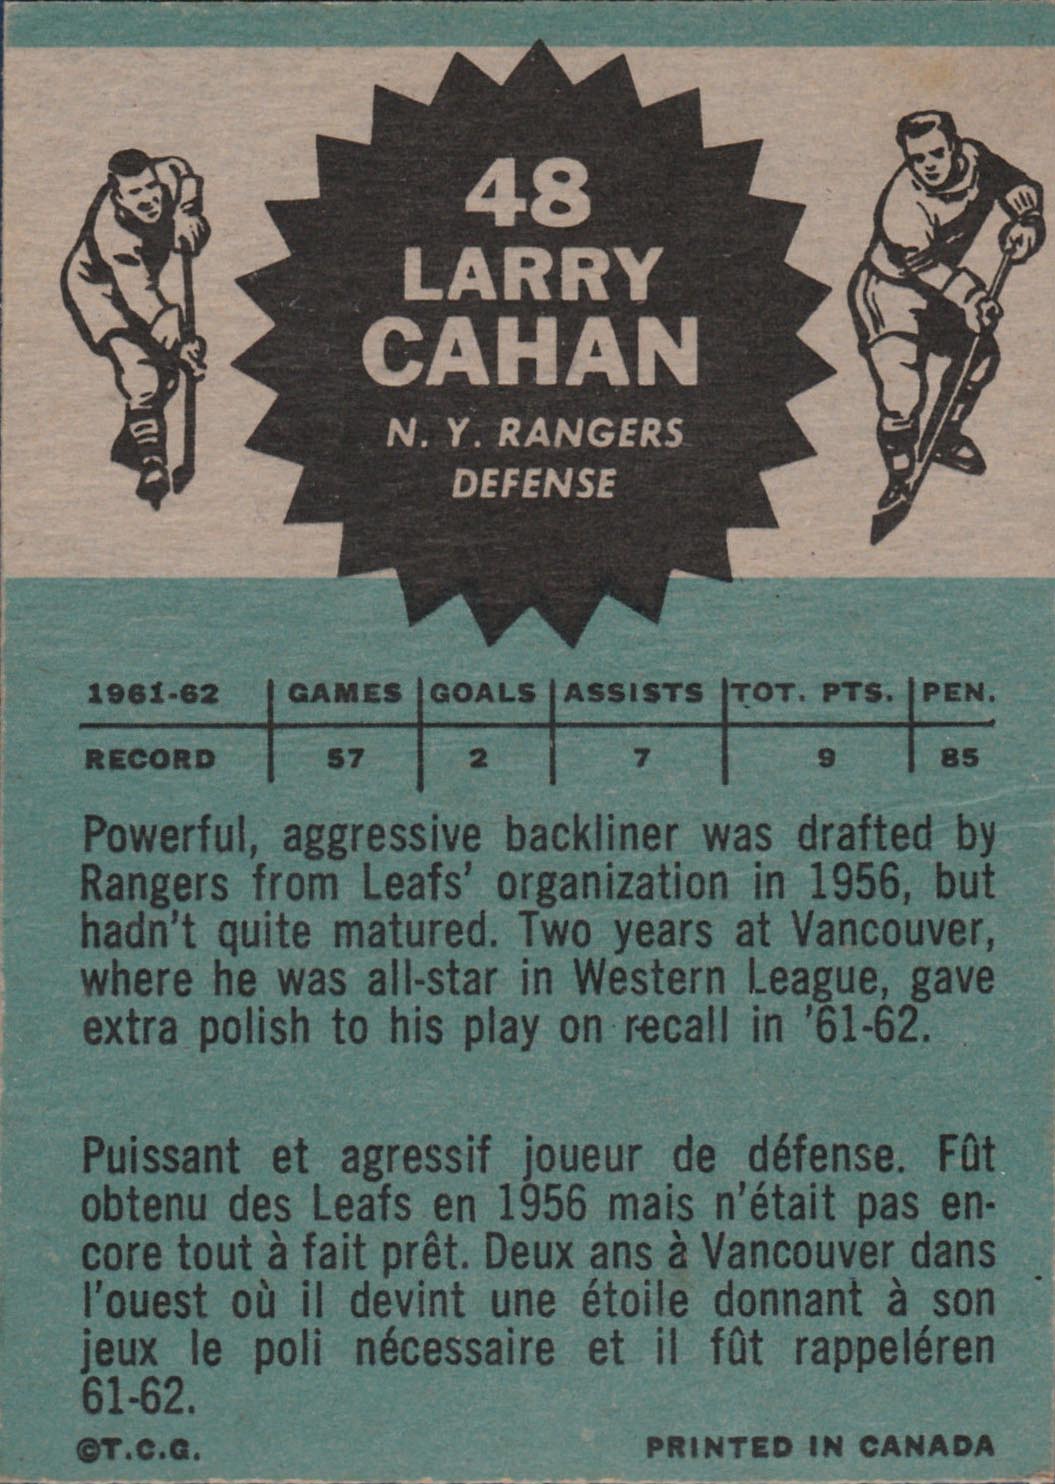 48
LARRY
CAHAN
N. Y. RANGERS
DEFENSE
1961-62 GAMES GOALS ASSISTS TOT. PTS. PEN.
RECORD 57 2 7 9 85
Powerful, aggressive backliner was drafted by
Rangers from Leafs' organization in 1956, but
hadn't quite matured. Two years at Vancouver,
where he was all-star in Western League, gave
extra polish to his play on recall in '61-62.
Puissant et agressif joueur de défense. Fût
obtenu des Leafs en 1956 mais n'était pas en-
core tout à fait prêt. Deux ans à Vancouver dans
l'ouest où il devint une étoile donnant à son
jeux le poli nécessaire et il fût rappeléren
61-62.
©T.C.G. PRINTED IN CANADA